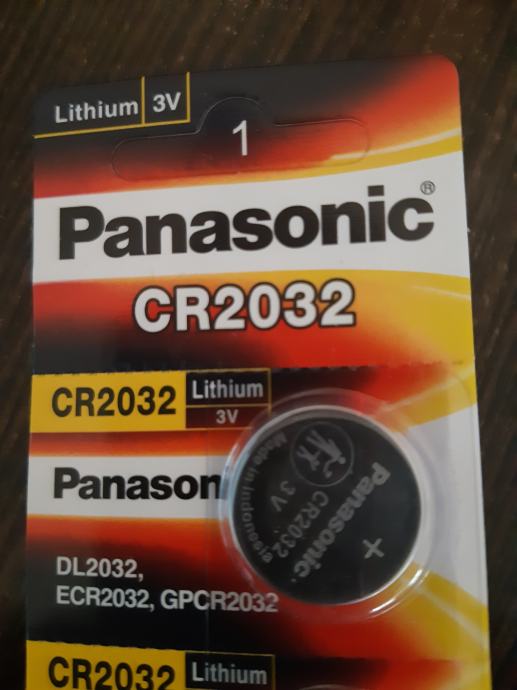 Lithium 3V
1
Panasonic®
CR2032
CR2032 Lithium
3V
Panason
Panasonic.
CR2032
3V
Made in Indonesia
+
DL2032,
ECR2032, GPCR2032
CR2032 Lithium